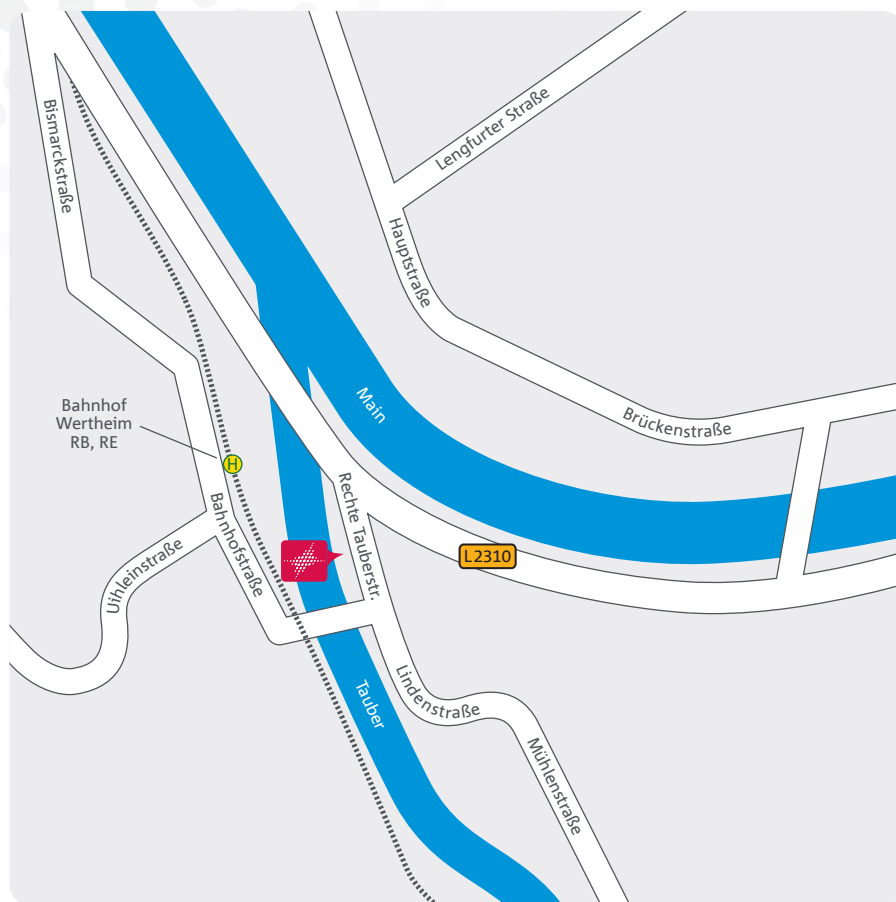 Bismarckstraße
Lengfurter Straße
Hauptstraße
Main
Bahnhof
Wertheim
RB, RE
Brückenstraße
H
Rechte Tauberstr.
Bahnhofstraße
L2310
Uihleinstraße
Lindenstraße
Tauber
Mühlenstraße